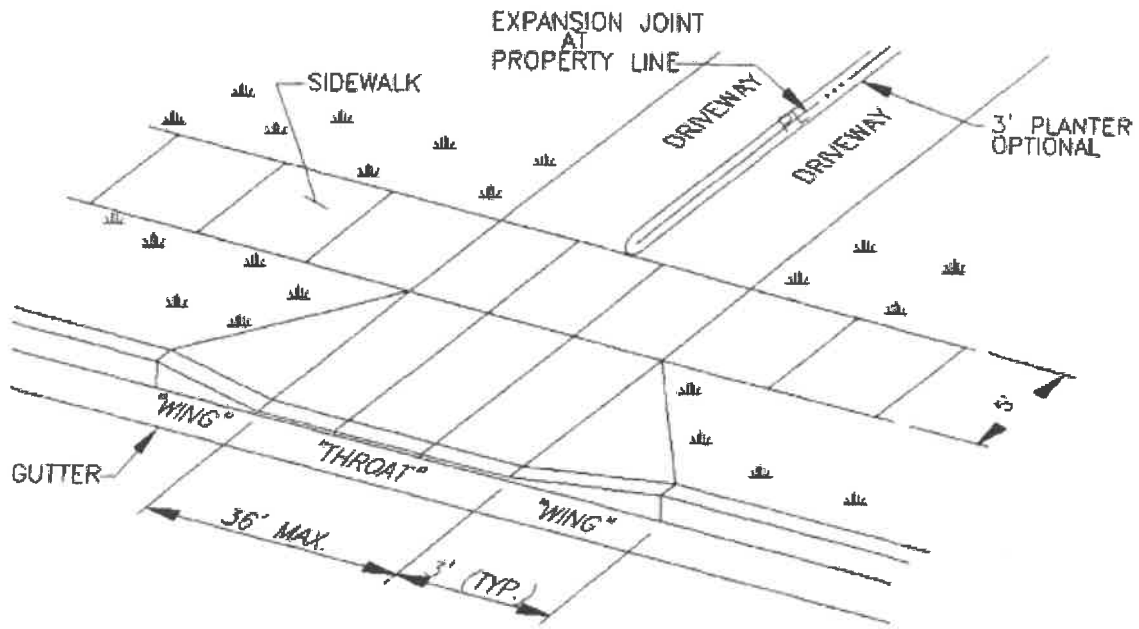 EXPANSION JOINT
AT
PROPERTY LINE
SIDEWALK
DRIVEWAY
DRIVEWAY
3' PLANTER
OPTIONAL
5'
"WING"
"THROAT"
"WING"
GUTTER
36' MAX.
3' (TYP.)